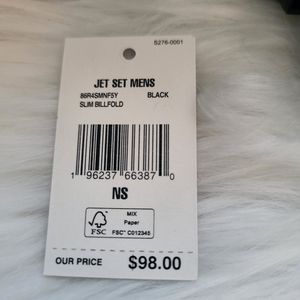 S276-0001
JET SET MENS
86R4SMNF5Y BLACK
SLIM BILLFOLD
1 96237 66387 0
NS
FSC
MIX
Paper
FSC® C012345
OUR PRICE $98.00